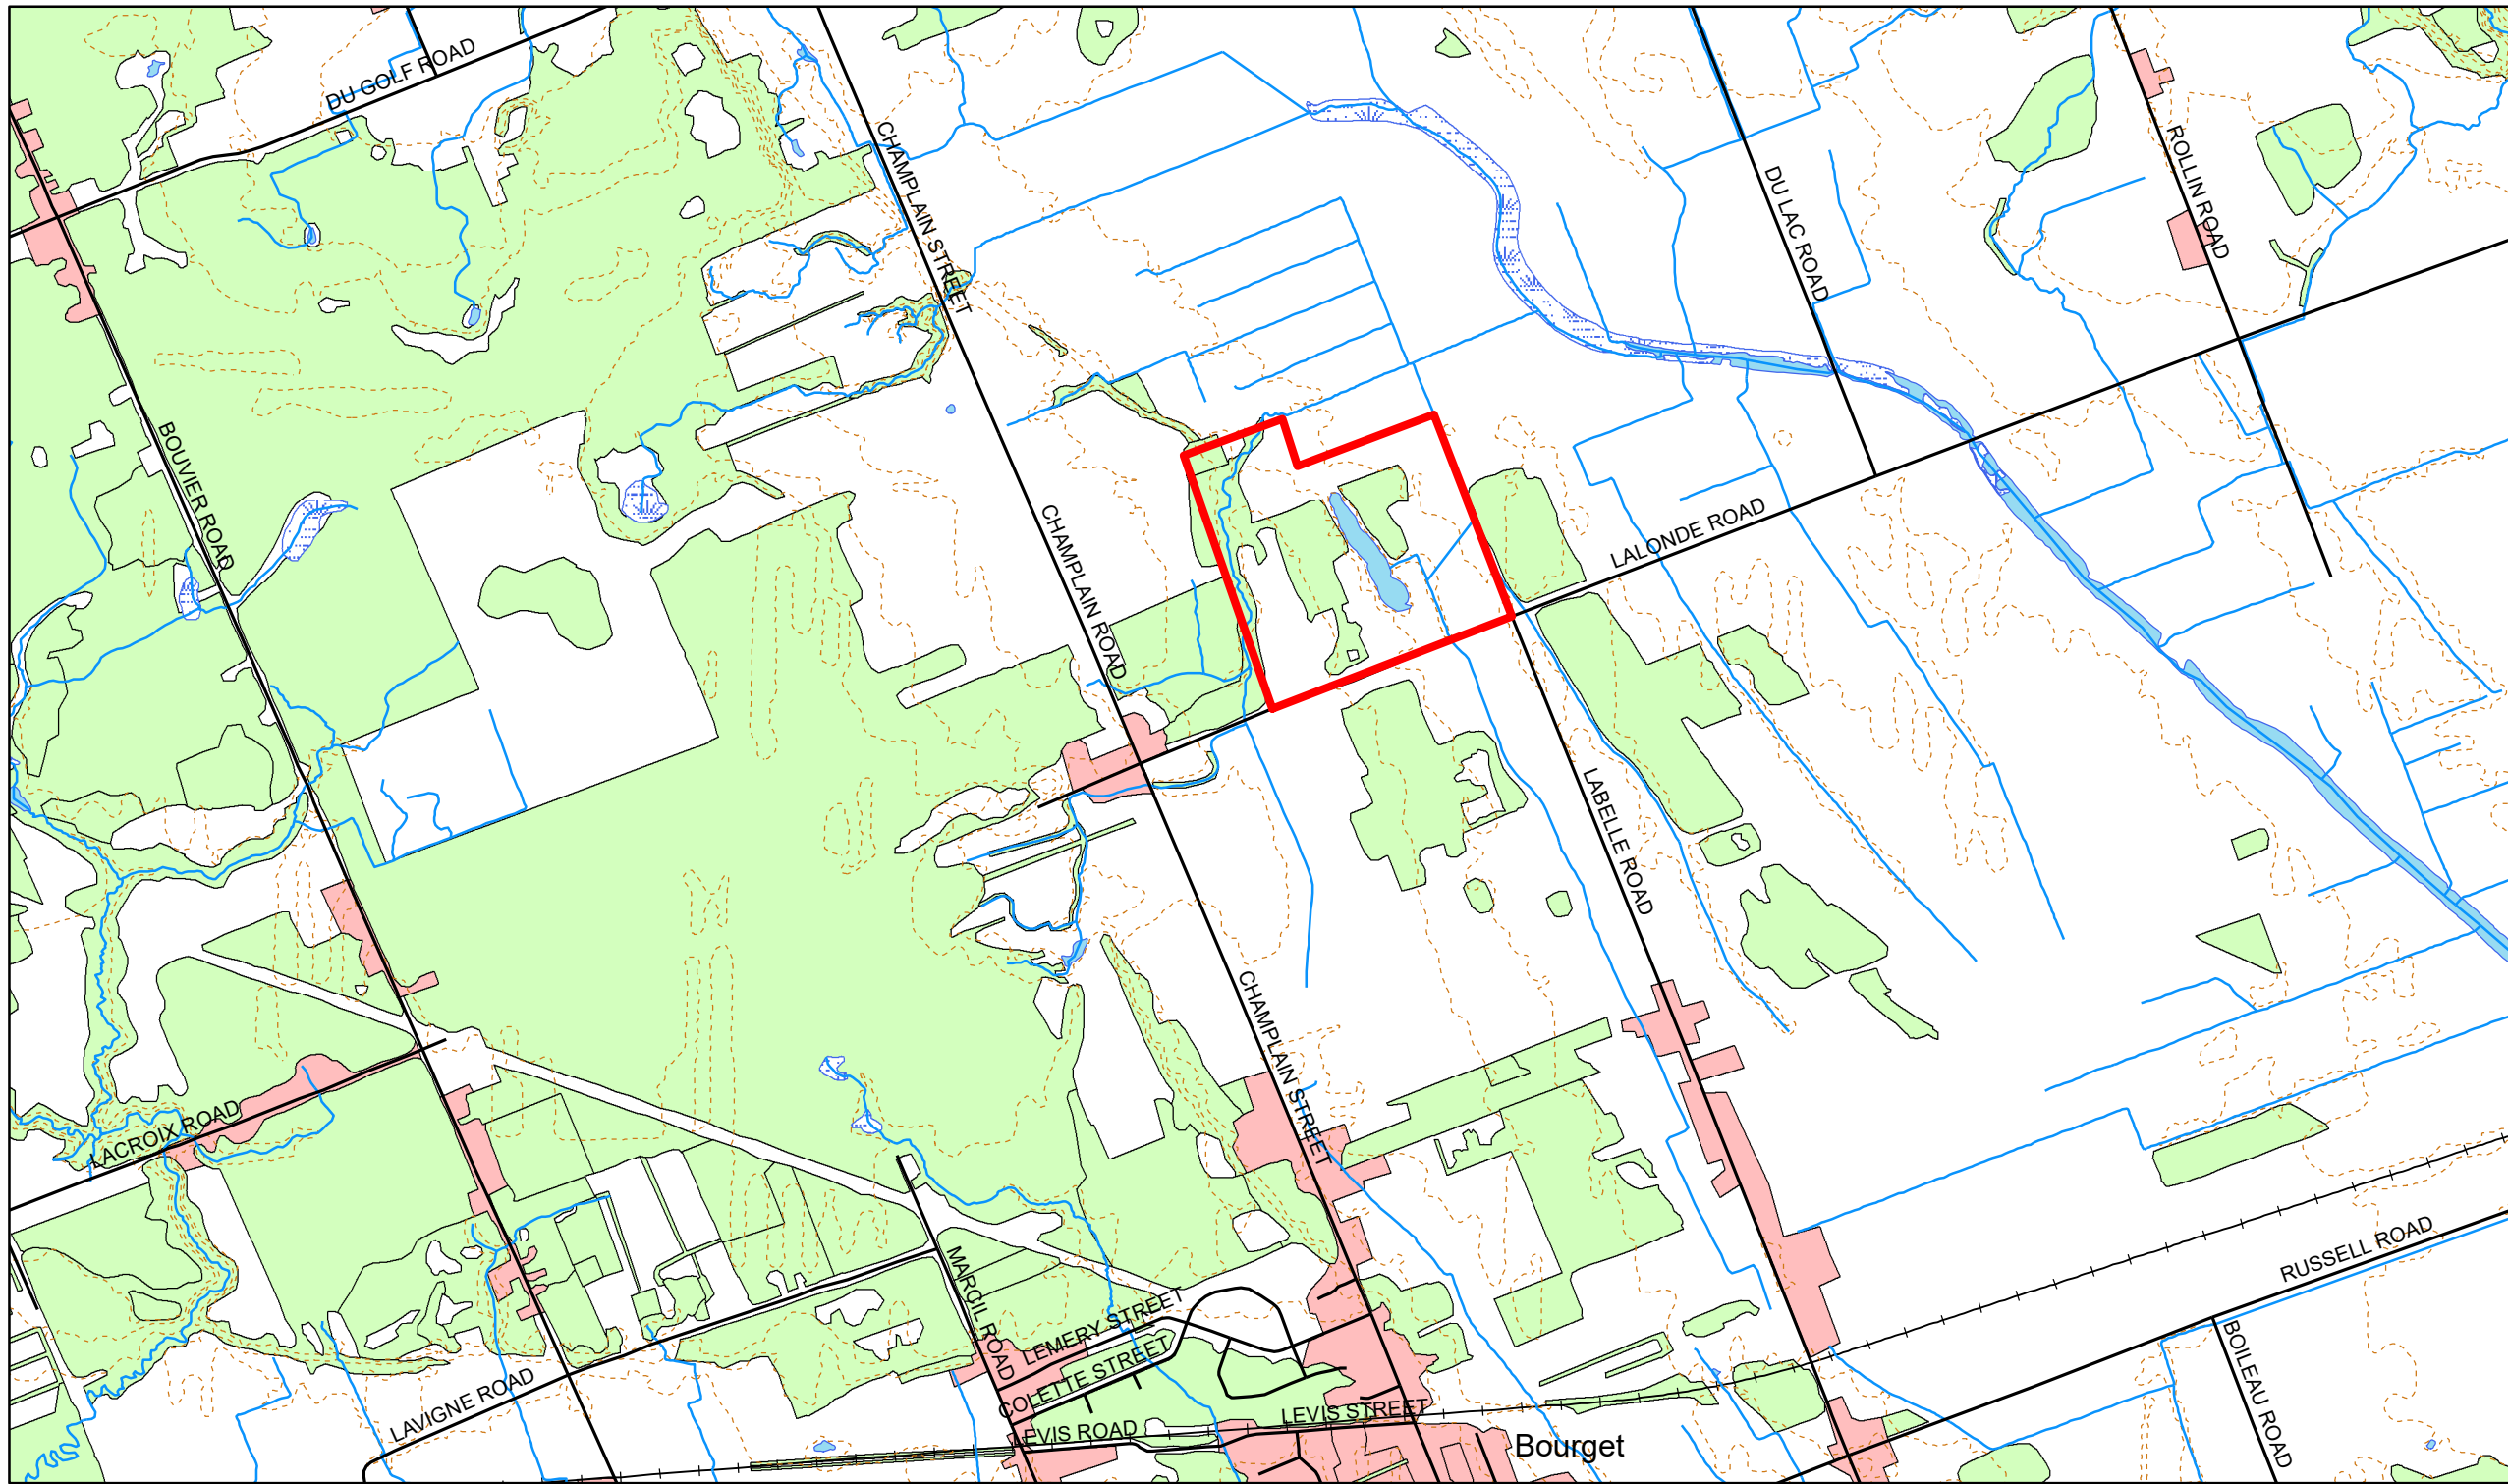 DU GOLF ROAD
CHAMPLAIN STREET
ROLLIN ROAD
DU LAC ROAD
BOUVIER ROAD
CHAMPLAIN ROAD
LALONDE ROAD
LABELLE ROAD
CHAMPLAIN STREET
LACROIX ROAD
MARCIL ROAD
RUSSELL ROAD
LEMERY STREET
COLETTE STREET
BOILEAU ROAD
LAVIGNE ROAD
LEVIS STREET
LEVIS ROAD
Bourget